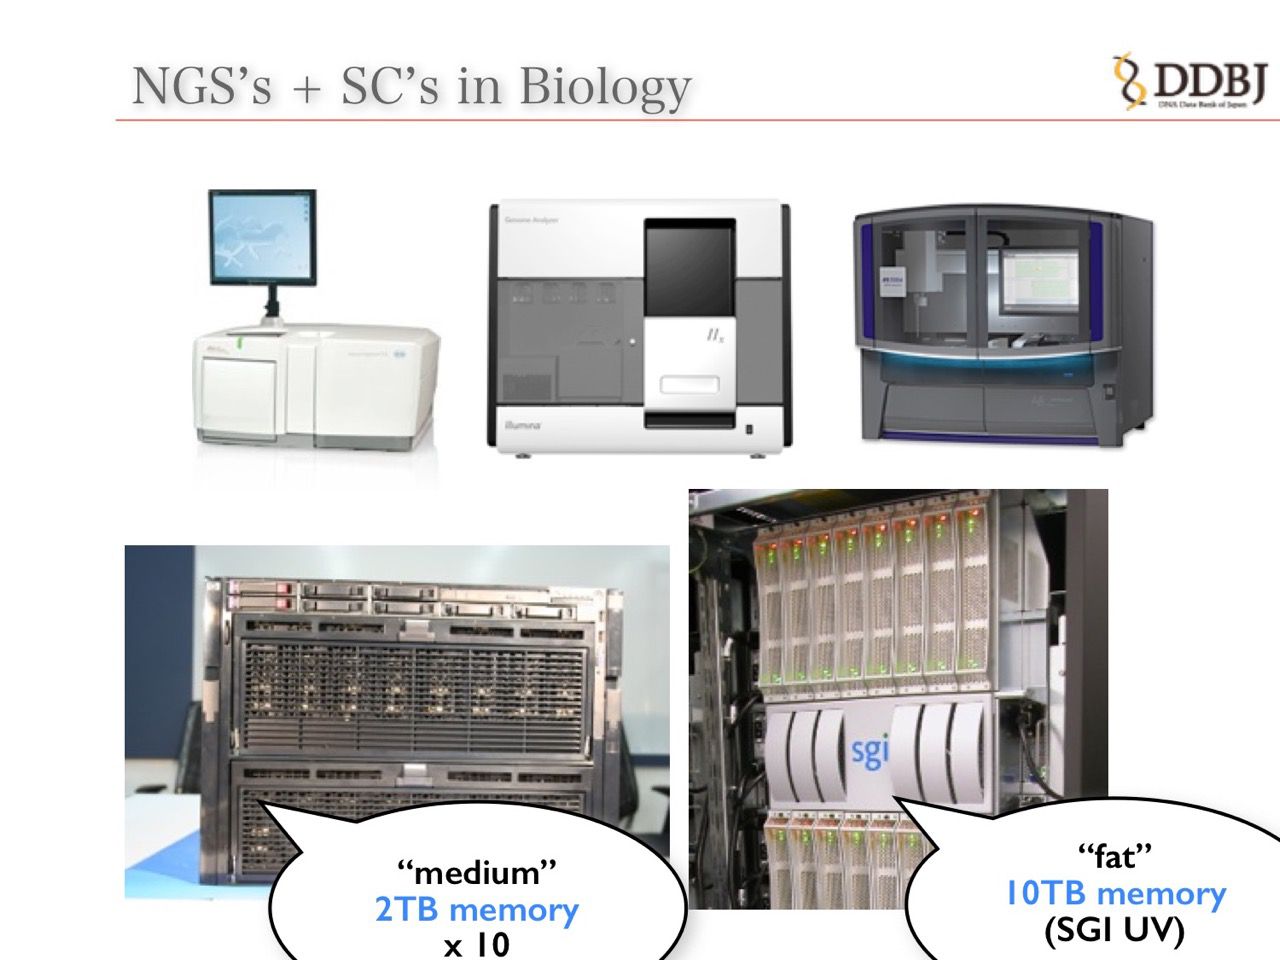 NGS’s + SC’s in Biology
DDBJ
DNA Data Bank of Japan
Genome Analyzer
IIx
illumina
sgi
“medium”
2TB memory
x 10
“fat”
10TB memory
(SGI UV)